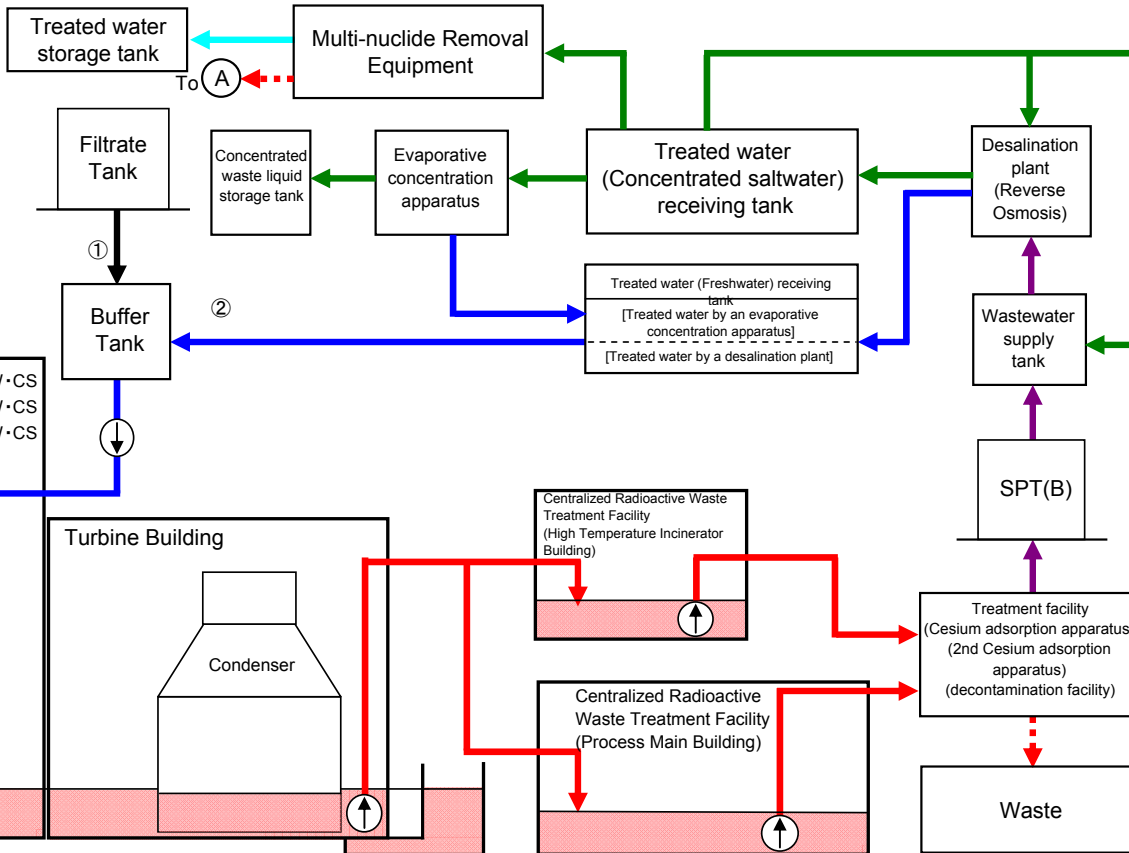 Treated water
storage tank
Multi-nuclide Removal
Equipment
To A
Filtrate
Tank
Concentrated
waste liquid
storage tank
Evaporative
concentration
apparatus
Treated water
(Concentrated saltwater)
receiving tank
Desalination
plant
(Reverse
Osmosis)
①
②
Buffer
Tank
Treated water (Freshwater) receiving
tank
[Treated water by an evaporative
concentration apparatus]
[Treated water by a desalination plant]
Wastewater
supply
tank
・CS
・CS
・CS
SPT(B)
Turbine Building
Condenser
Centralized Radioactive Waste
Treatment Facility
(High Temperature Incinerator
Building)
Centralized Radioactive
Waste Treatment Facility
(Process Main Building)
Treatment facility
(Cesium adsorption apparatus
(2nd Cesium adsorption
apparatus)
(decontamination facility)
Waste